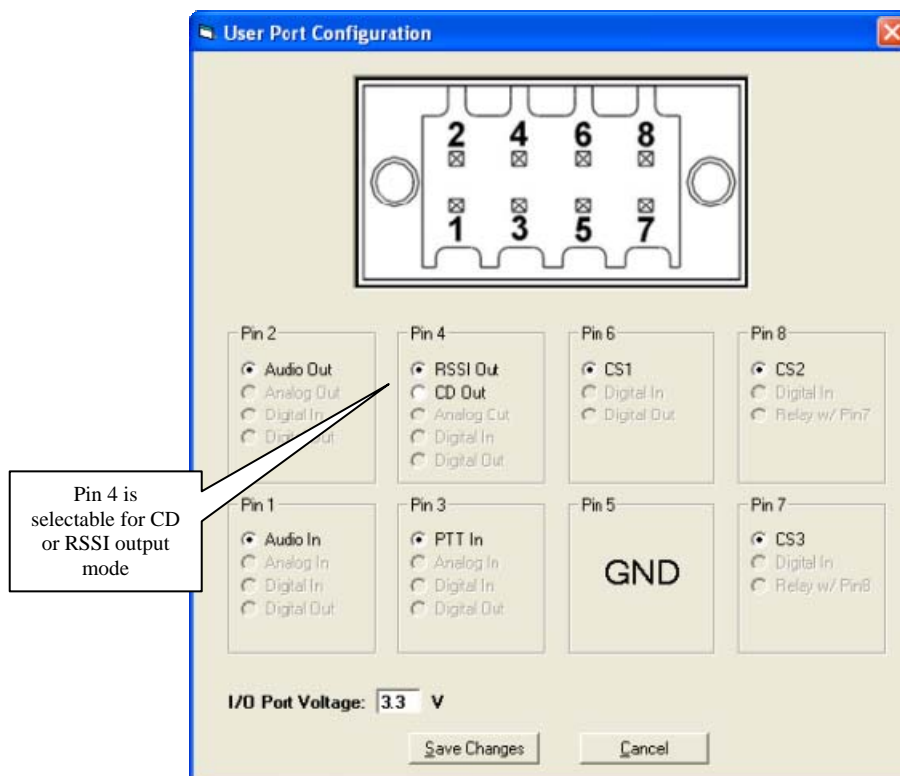 User Port Configuration
2 4 6 8
1 3 5 7
Pin 2
Audio Out
Analog Out
Digital In
Digital Out
Pin 4
RSSI Out
CD Out
Analog Out
Digital In
Digital Out
Pin 6
CS1
Digital In
Digital Out
Pin 8
CS2
Digital In
Relay w/ Pin7
Pin 4 is
selectable for CD
or RSSI output
mode
Pin 1
Audio In
Analog In
Digital In
Digital Out
Pin 3
PTT In
Analog In
Digital In
Digital Out
Pin 5
GND
Pin 7
CS3
Digital In
Relay w/ Pin8
I/O Port Voltage: 3.3 V
Save Changes
Cancel